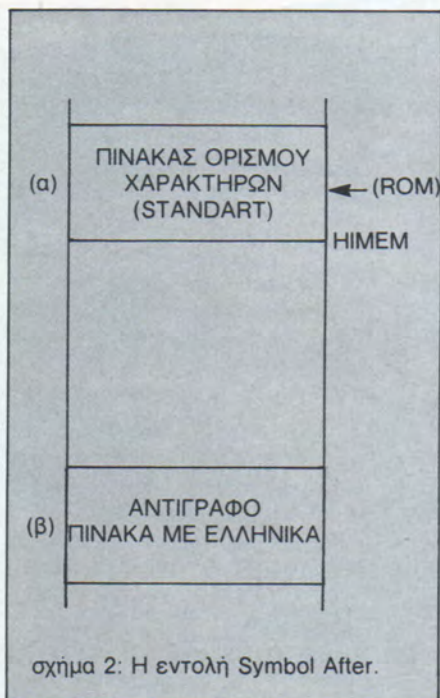 (α)
ΠΙΝΑΚΑΣ ΟΡΙΣΜΟΥ
ΧΑΡΑΚΤΗΡΩΝ
(STANDART)
(ROM)
HIMEM
(β)
ΑΝΤΙΓΡΑΦΟ
ΠΙΝΑΚΑ ΜΕ ΕΛΛΗΝΙΚΑ
σχήμα 2: Η εντολή Symbol After.